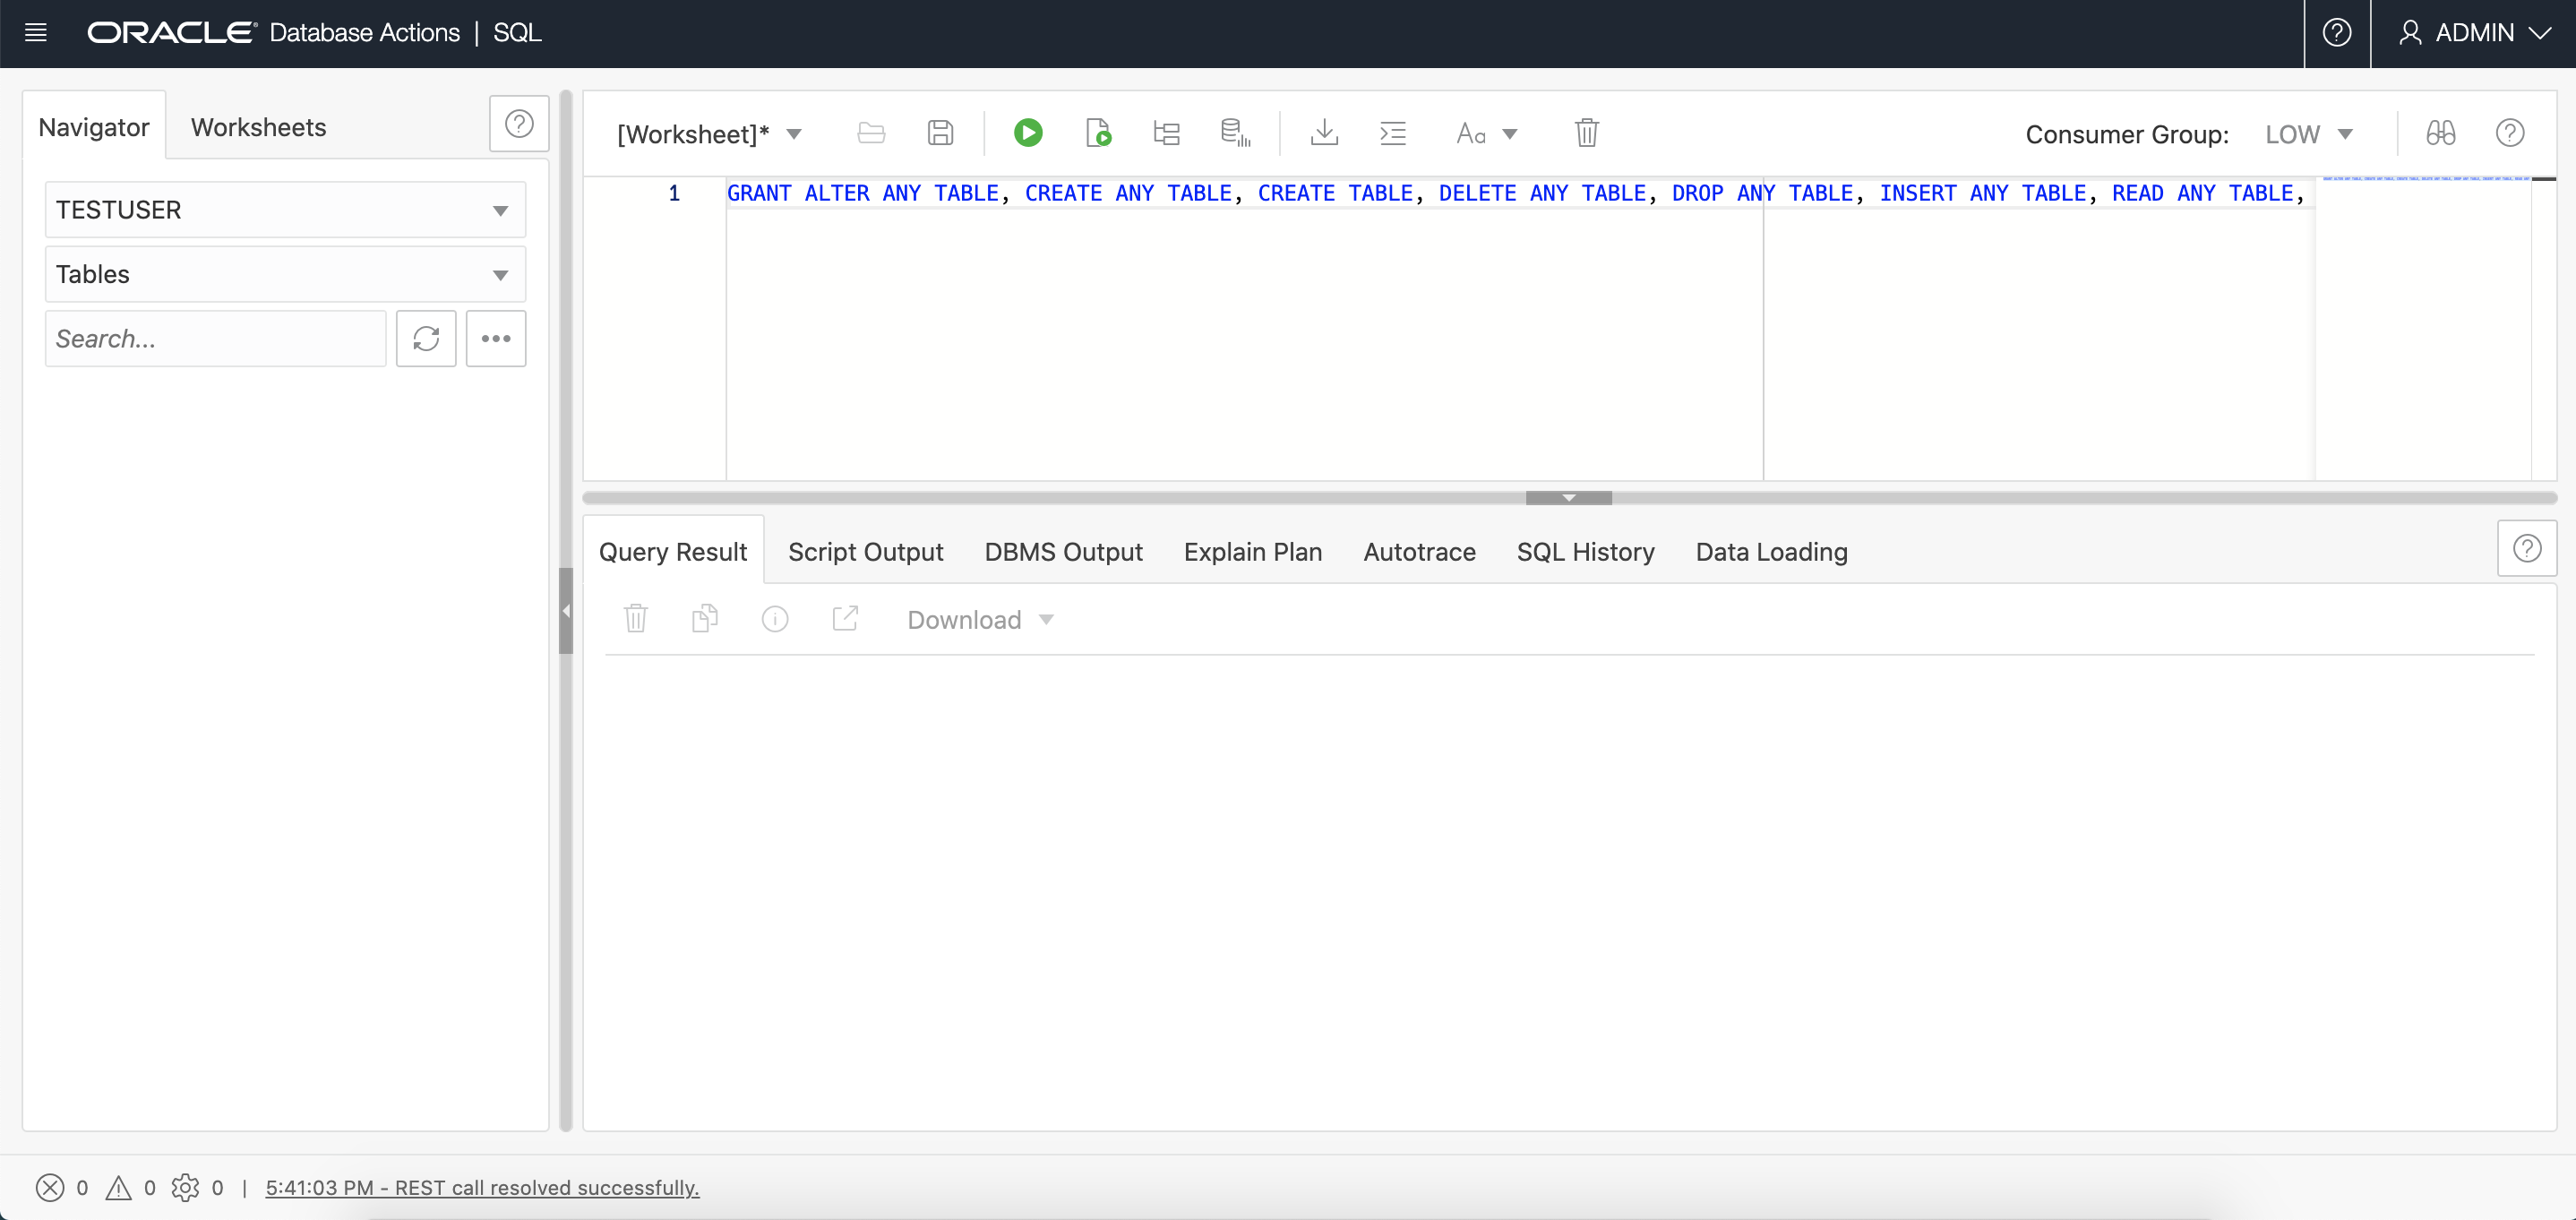 ORACLE Database Actions | SQL
ADMIN
Navigator
Worksheets
TESTUSER
Tables
Search...
[Worksheet]*
Aa
Consumer Group: LOW
1 GRANT ALTER ANY TABLE, CREATE ANY TABLE, CREATE TABLE, DELETE ANY TABLE, DROP ANY TABLE, INSERT ANY TABLE, READ ANY TABLE,
Query Result
Script Output
DBMS Output
Explain Plan
Autotrace
SQL History
Data Loading
Download
0 0 0 | 5:41:03 PM - REST call resolved successfully.